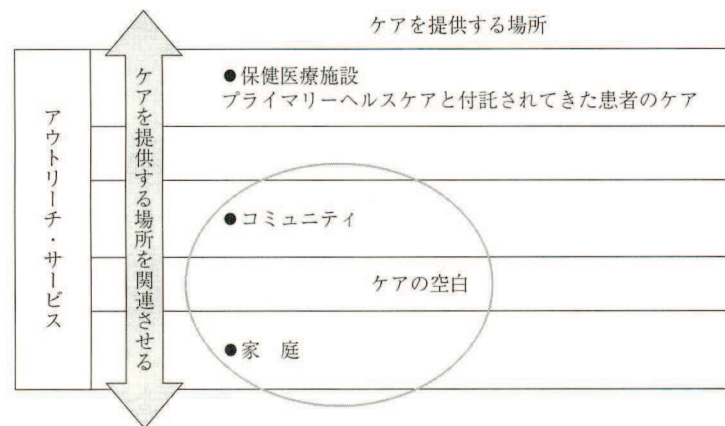 ケアを提供する場所
アウトリーチ・サービス
ケアを提供する場所を関連させる
●保健医療施設
プライマリーヘルスケアと付託されてきた患者のケア
●コミュニティ
ケアの空白
●家　庭